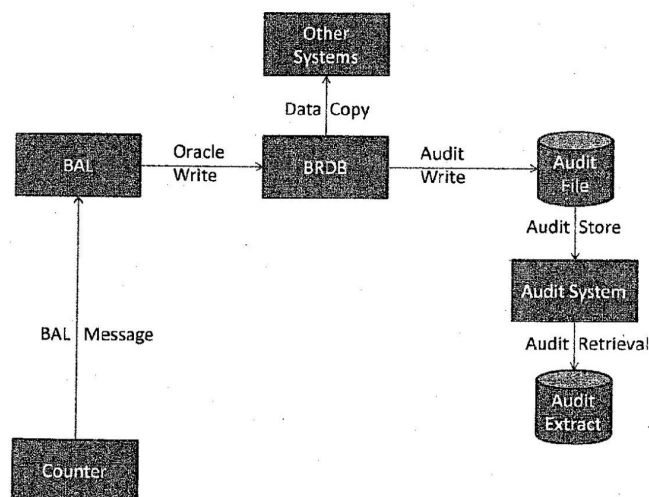 Other
Systems
Data Copy
BAL
Oracle
Write
BRDB
Audit
Write
Audit
File
Audit Store
Audit System
Audit Retrieval
Audit
Extract
BAL Message
Counter